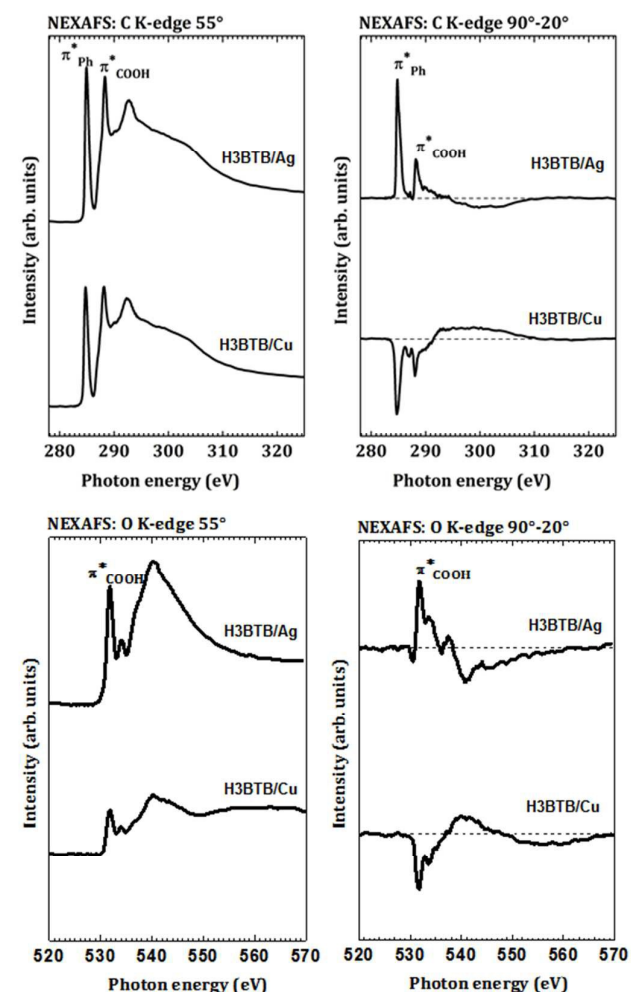 NEXAFS: C K-edge 55°
π*Ph
π*COOH
H3BTB/Ag
H3BTB/Cu
Intensity (arb. units)
280 290 300 310 320
Photon energy (eV)
NEXAFS: C K-edge 90°-20°
π*Ph
π*COOH
H3BTB/Ag
H3BTB/Cu
Intensity (arb. units)
280 290 300 310 320
Photon energy (eV)
NEXAFS: O K-edge 55°
π*COOH
H3BTB/Ag
H3BTB/Cu
Intensity (arb. units)
520 530 540 550 560 570
Photon energy (eV)
NEXAFS: O K-edge 90°-20°
π*COOH
H3BTB/Ag
H3BTB/Cu
Intensity (arb. units)
520 530 540 550 560 570
Photon energy (eV)